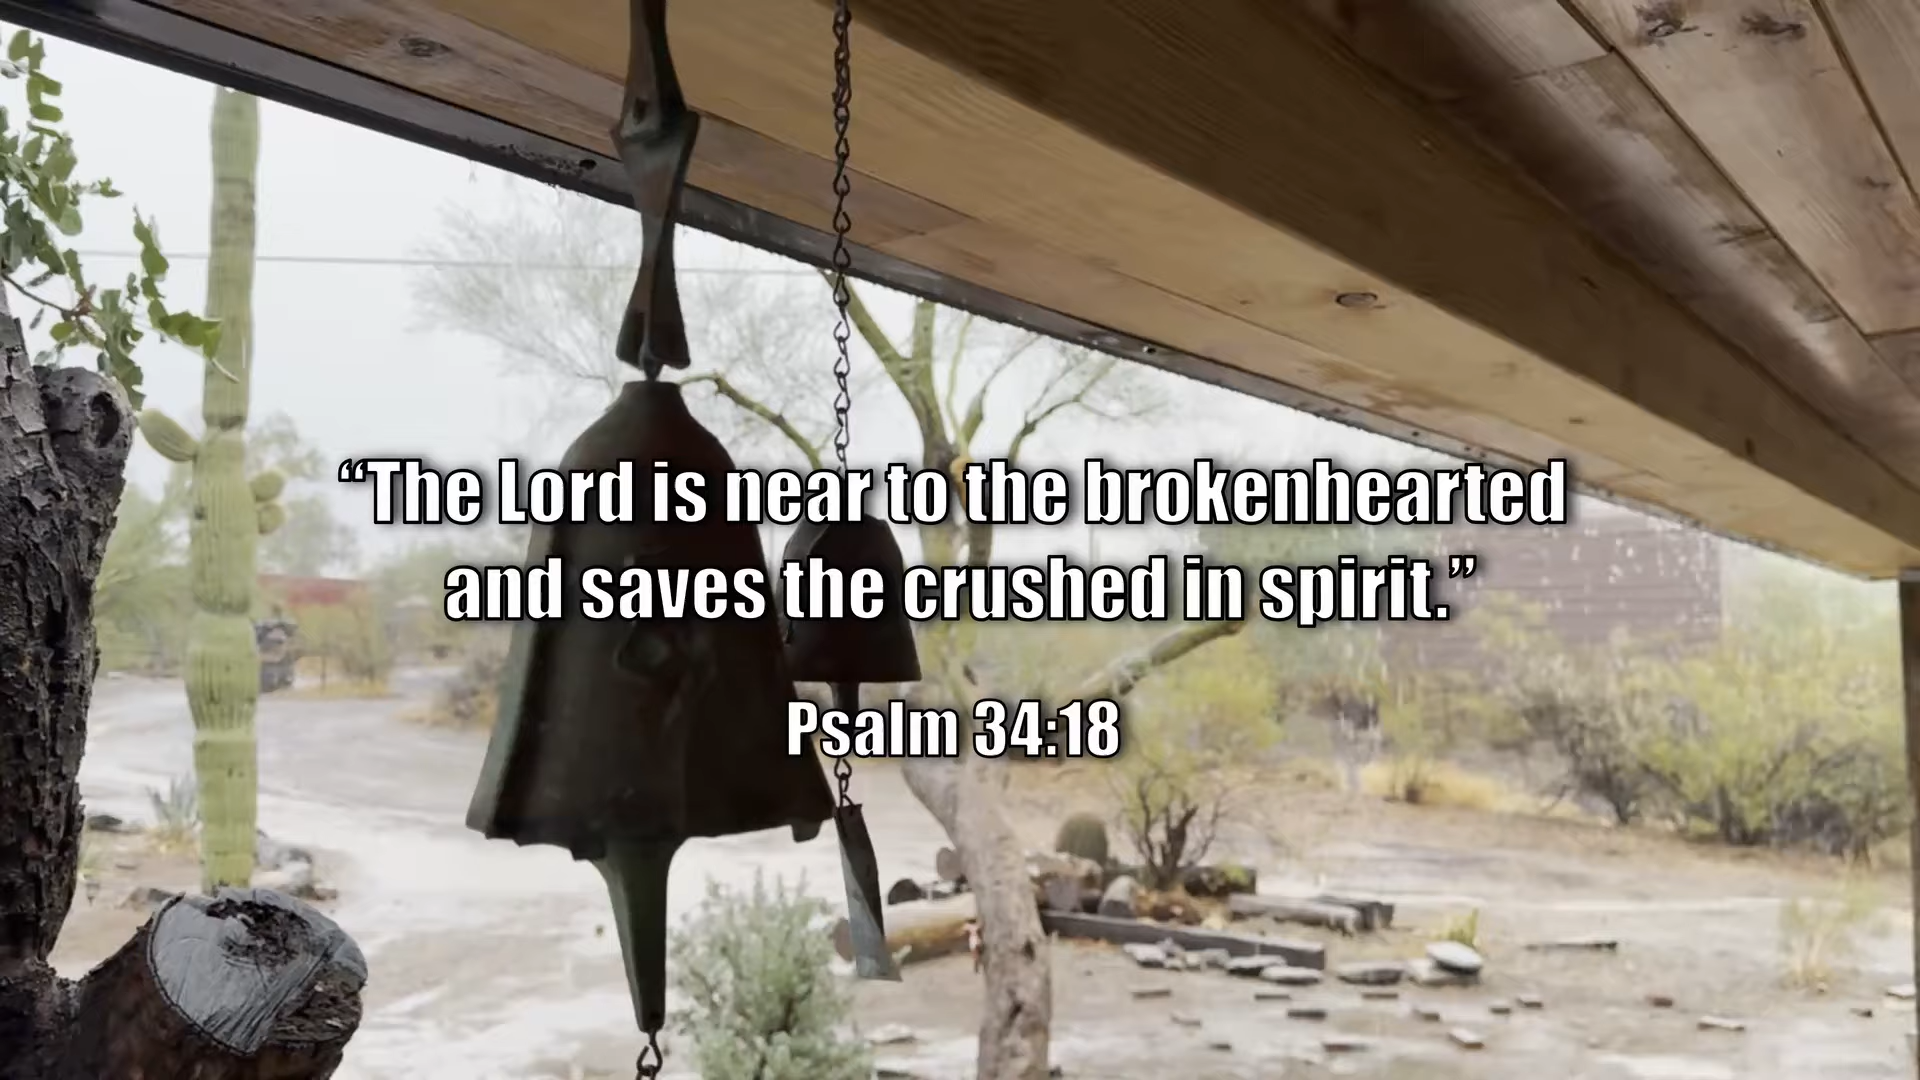 “The Lord is near to the brokenhearted
and saves the crushed in spirit.”
Psalm 34:18